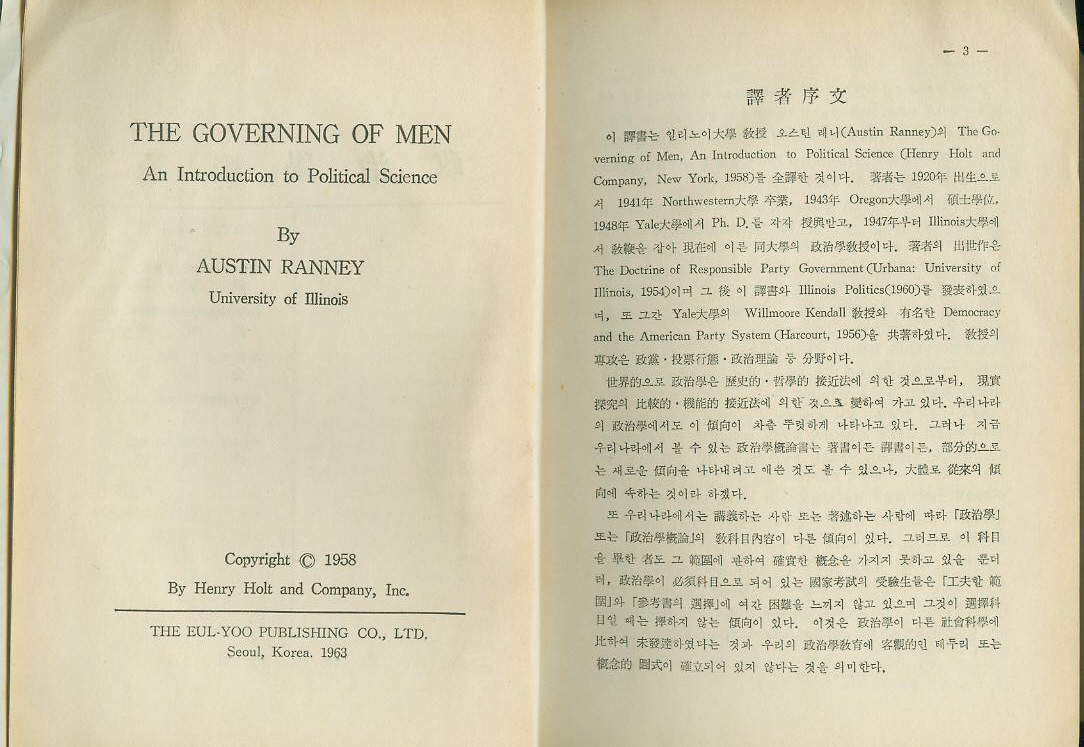 THE GOVERNING OF MEN
An Introduction to Political Science
By
AUSTIN RANNEY
University of Illinois
Copyright © 1958
By Henry Holt and Company, Inc.
THE EUL-YOO PUBLISHING CO., LTD.
Seoul, Korea. 1963
— 3 —
譯者序文
이 譯書는 일리노이大學 敎授 오스틴 레니(Austin Ranney)의 The Go-
verning of Men, An Introduction to Political Science (Henry Holt and
Company, New York, 1958)를 全譯한 것이다. 著者는 1920年 出生으로
서 1941年 Northwestern大學 卒業, 1943年 Oregon大學에서 碩士學位,
1948年 Yale大學에서 Ph. D.를 각각 授與받고, 1947年부터 Illinois大學에
서 敎鞭을 잡아 現在에 이른 同大學의 政治學敎授이다. 著者의 出世作은
The Doctrine of Responsible Party Government(Urbana: University of
Illinois, 1954)이며 그 後 이 譯書와 Illinois Politics(1960)를 發表하였으
며, 또 그간 Yale大學의 Willmoore Kendall 敎授와 有名한 Democracy
and the American Party System (Harcourt, 1956)을 共著하였다. 敎授의
專攻은 政黨·投票行態·政治理論 등 分野이다.
世界的으로 政治學은 歷史的·哲學的 接近法에 의한 것으로부터, 現實
探究의 比較的·機能的 接近法에 의한 것으로 變하여 가고 있다. 우리나라
의 政治學에서도 이 傾向이 차츰 뚜렷하게 나타나고 있다. 그러나 지금
우리나라에서 볼 수 있는 政治學槪論書는 著書이든 譯書이든, 部分的으로
는 새로운 傾向을 나타내려고 애쓴 것도 볼 수 있으나, 大體로 從來의 傾
向에 속하는 것이라 하겠다.
또 우리나라에서는 講義하는 사람 또는 著述하는 사람에 따라 「政治學」
또는 「政治學槪論」의 敎科目內容이 다른 傾向이 있다. 그러므로 이 科目
을 畢한 者도 그 範圍에 관하여 確實한 槪念을 가지지 못하고 있을 뿐더
러, 政治學이 必須科目으로 되어 있는 國家考試의 受驗生들은 「工夫할 範
圍」와 「參考書의 選擇」에 여간 困難을 느끼지 않고 있으며 그것이 選擇科
目일 때는 擇하지 않는 傾向이 있다. 이것은 政治學이 다른 社會科學에
比하여 未發達하였다는 것과 우리의 政治學敎育에 客觀的인 테두리 또는
槪念的 圖式이 確立되어 있지 않다는 것을 의미한다.